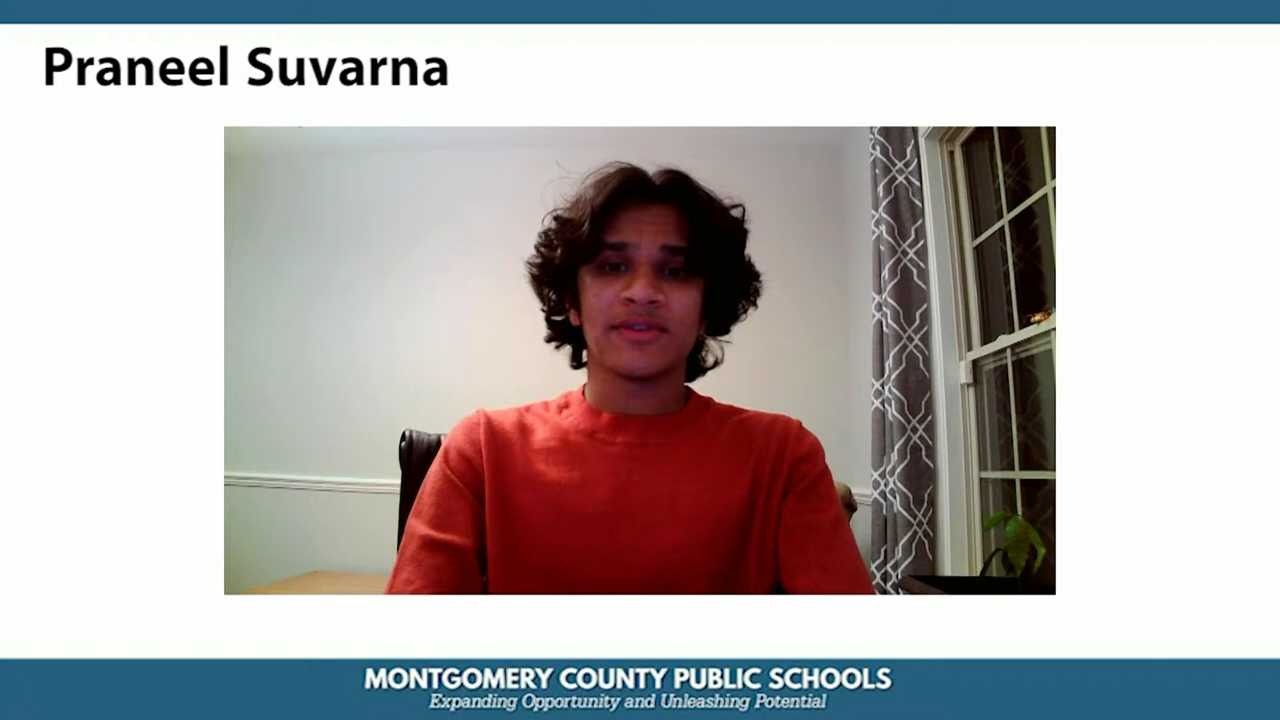 Praneel Suvarna
MONTGOMERY COUNTY PUBLIC SCHOOLS
Expanding Opportunity and Unleashing Potential